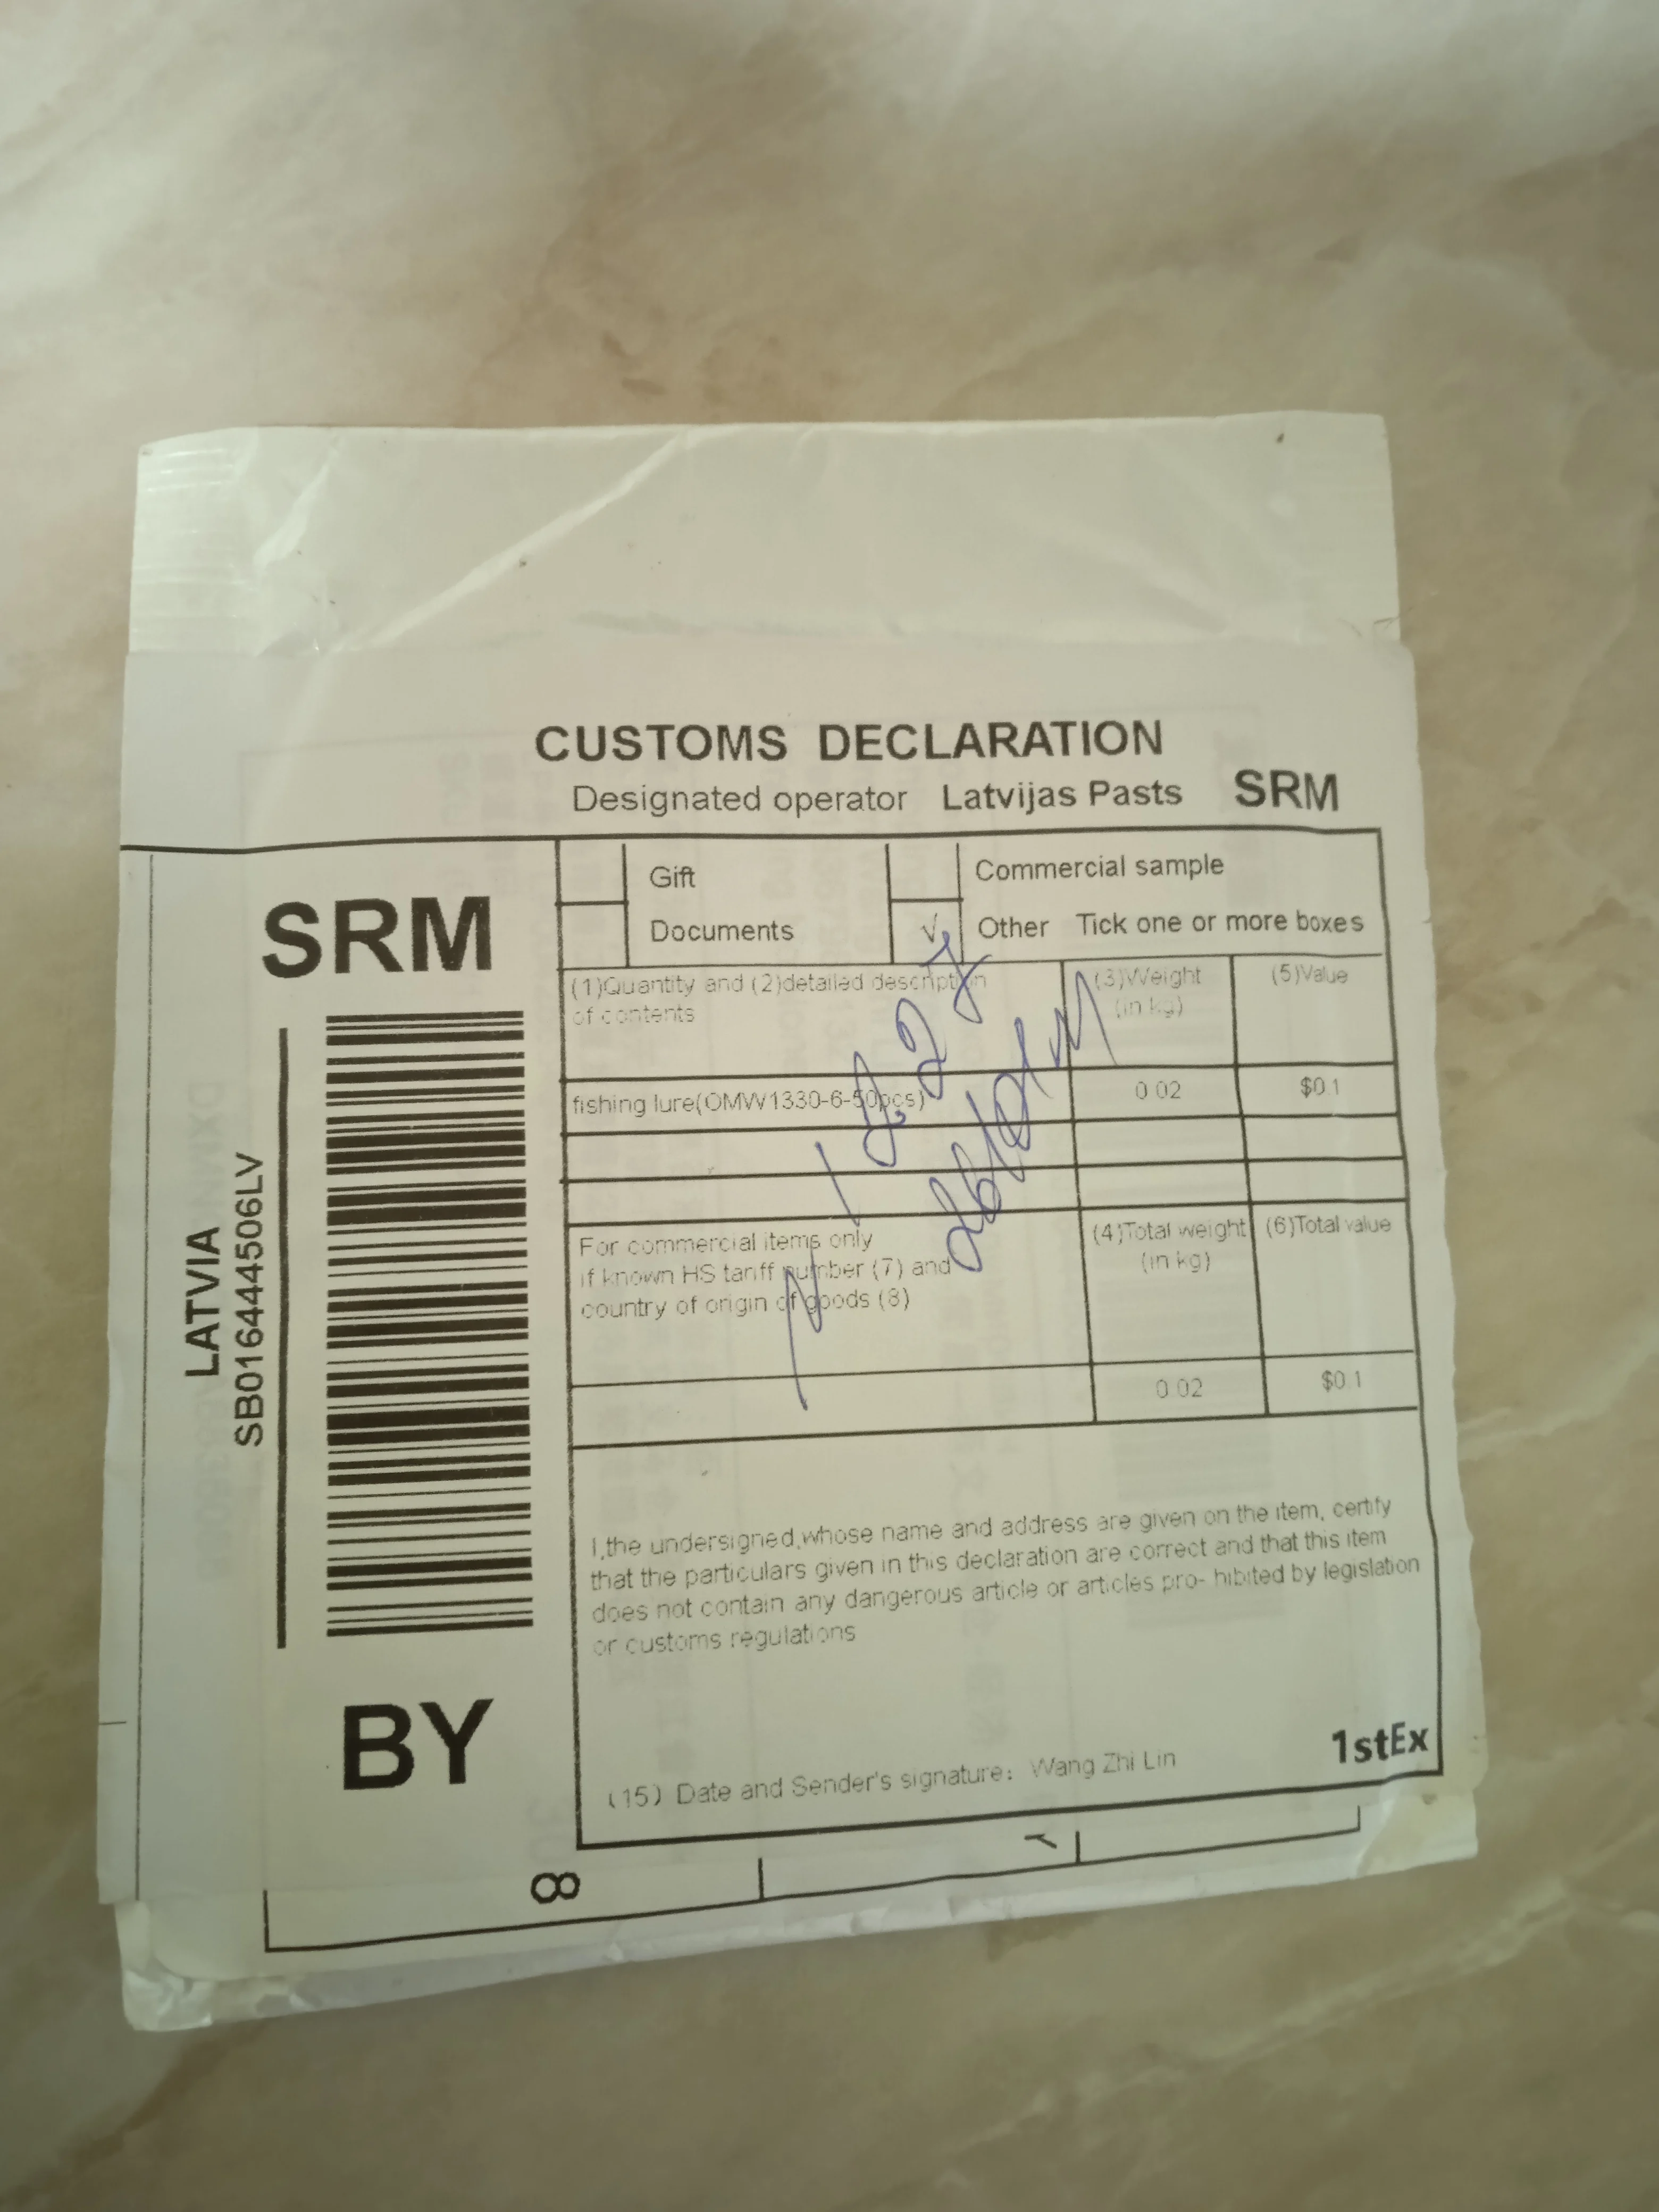 CUSTOMS DECLARATION
Designated operator Latvijas Pasts SRM
Gift
Commercial sample
Documents
√ Other Tick one or more boxes
SRM
LATVIA
SB016444506LV
BY
(1)Quantity and (2)detailed description
of contents
(3)Weight
(in kg)
(5)Value
fishing lure(OMW1330-6-50pcs)
0.02
$0.1
For commercial items only
if known HS tariff number (7) and
country of origin of goods (8)
(4)Total weight
(in kg)
(6)Total value
0.02
$0.1
I,the undersigned,whose name and address are given on the item, certify
that the particulars given in this declaration are correct and that this item
does not contain any dangerous article or articles pro- hibited by legislation
or customs regulations
(15) Date and Sender's signature: Wang Zhi Lin
1stEx
8